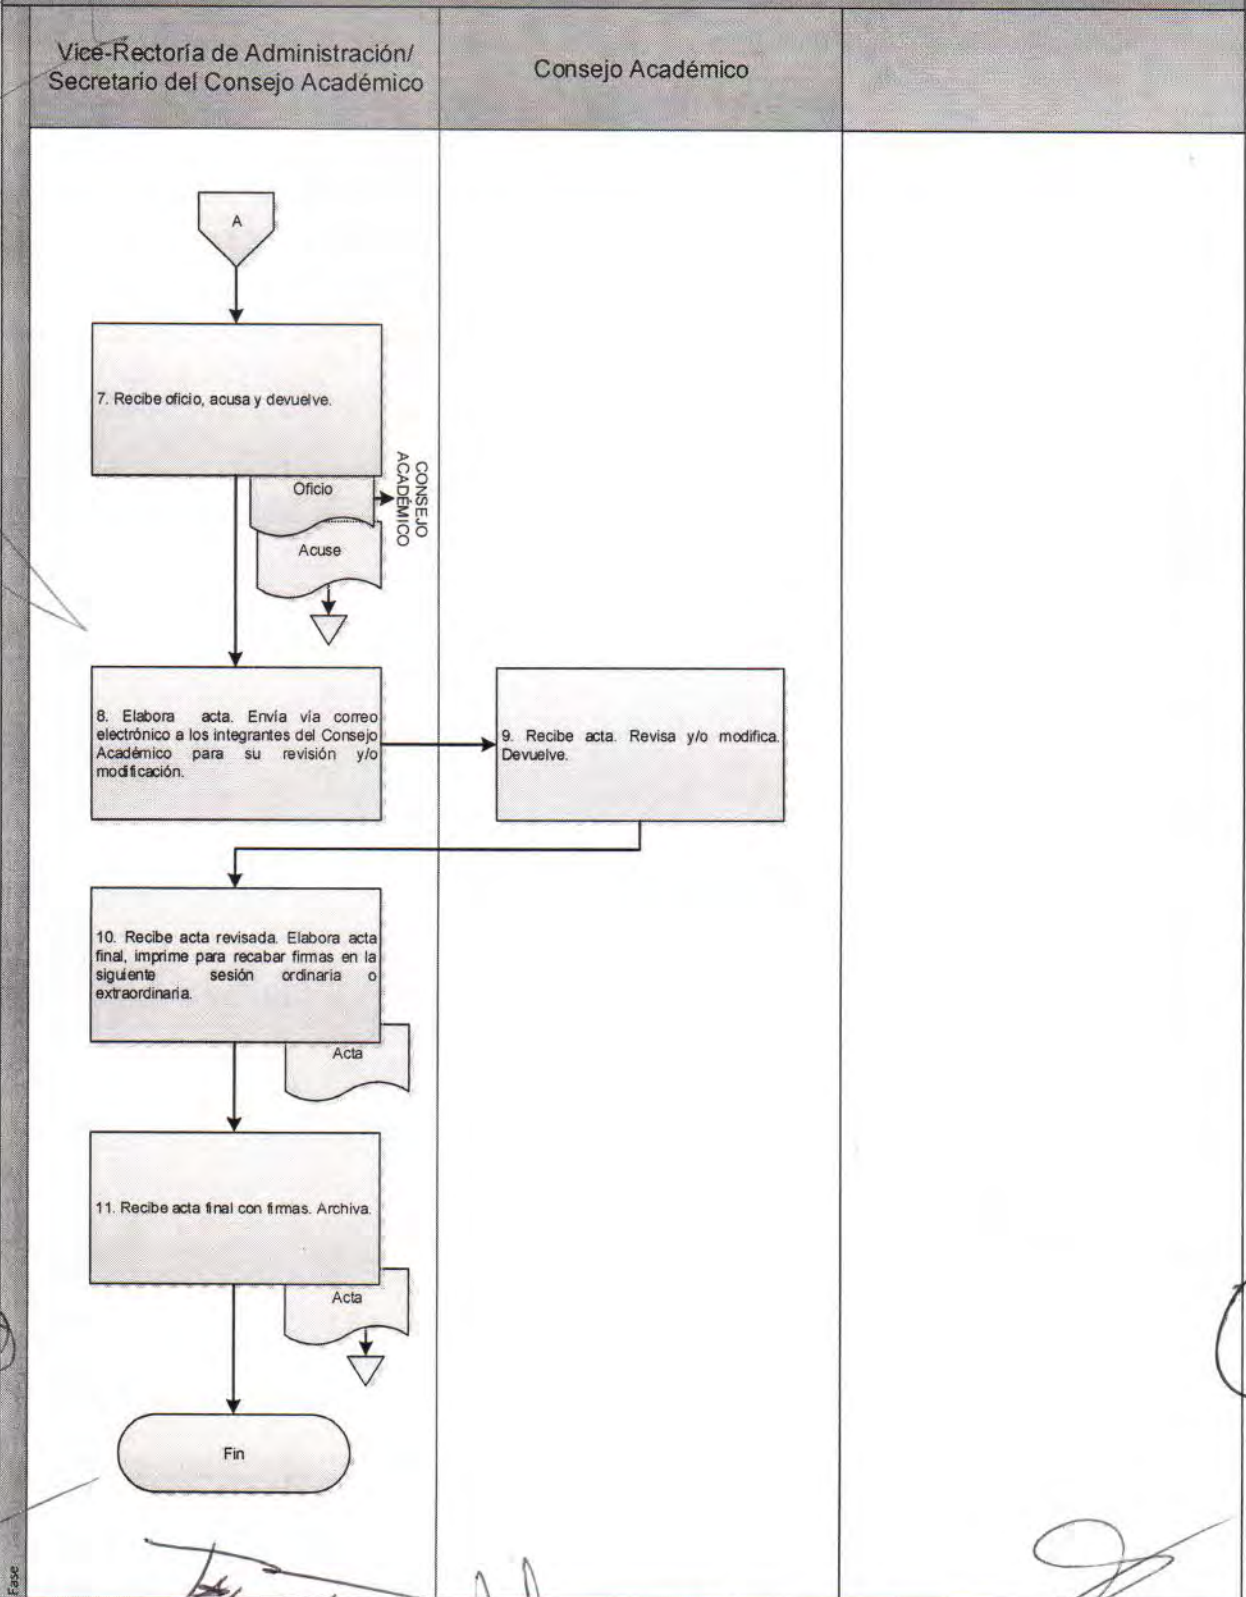 Vice-Rectoría de Administración/
Secretario del Consejo Académico
Consejo Académico
A
7. Recibe oficio, acusa y devuelve.
Oficio
CONSEJO
ACADÉMICO
Acuse
8. Elabora acta. Envía vía correo
electrónico a los integrantes del Consejo
Académico para su revisión y/o
modificación.
9. Recibe acta. Revisa y/o modifica.
Devuelve.
10. Recibe acta revisada. Elabora acta
final, imprime para recabar firmas en la
siguiente sesión ordinaria o
extraordinaria.
Acta
11. Recibe acta final con firmas. Archiva.
Acta
Fin
Fase